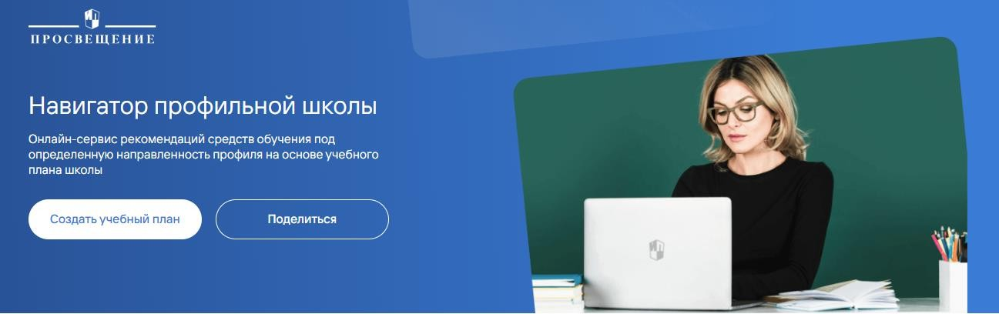 ПРОСВЕЩЕНИЕ
Навигатор профильной школы
Онлайн-сервис рекомендаций средств обучения под
определенную направленность профиля на основе учебного
плана школы
Создать учебный план
Поделиться